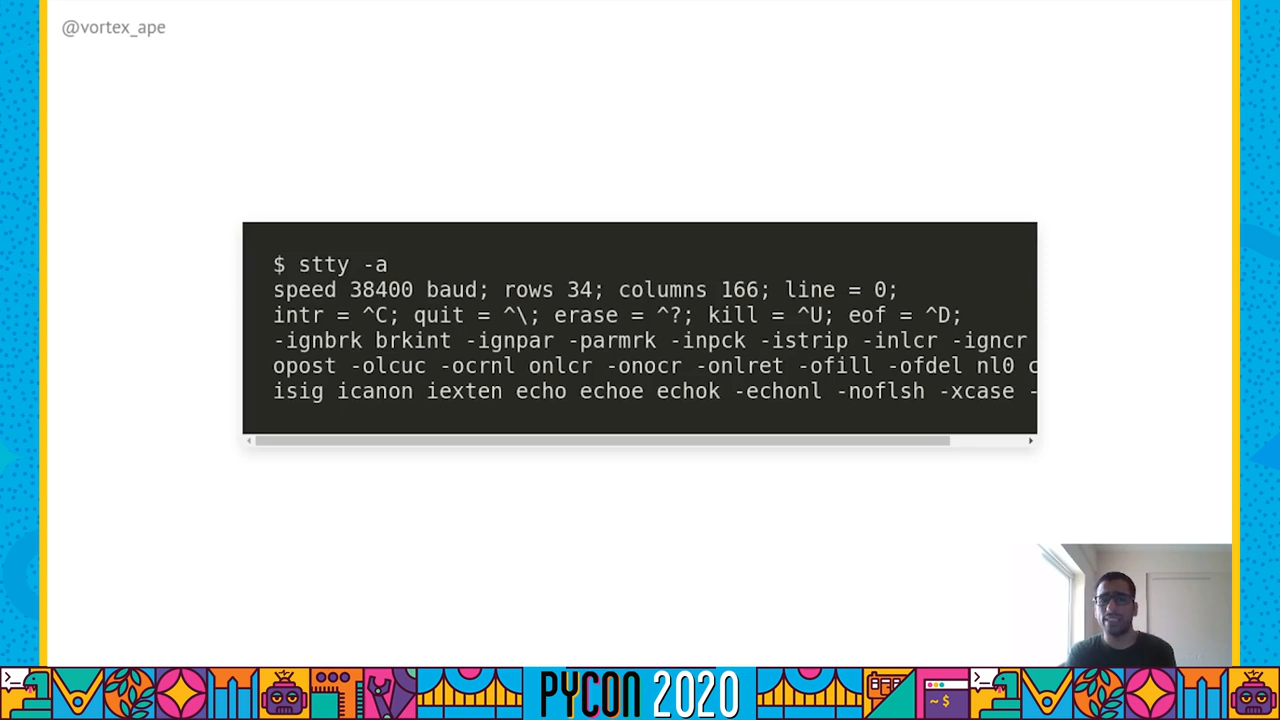 @vortex_ape
$ stty -a
speed 38400 baud; rows 34; columns 166; line = 0;
intr = ^C; quit = ^\; erase = ^?; kill = ^U; eof = ^D;
-ignbrk brkint -ignpar -parmrk -inpck -istrip -inlcr -igncr
opost -olcuc -ocrnl onlcr -onocr -onlret -ofill -ofdel nl0 c
isig icanon iexten echo echoe echok -echonl -noflsh -xcase -
PYCON 2020
~$